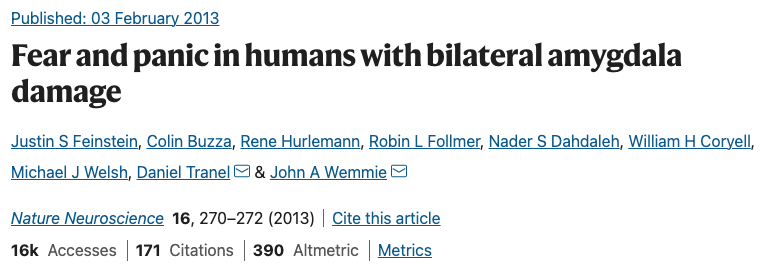 Published: 03 February 2013
Fear and panic in humans with bilateral amygdala
damage
Justin S Feinstein, Colin Buzza, Rene Hurlemann, Robin L Follmer, Nader S Dahdaleh, William H Coryell,
Michael J Welsh, Daniel Tranel & John A Wemmie
Nature Neuroscience 16, 270–272 (2013) | Cite this article
16k Accesses | 171 Citations | 390 Altmetric | Metrics